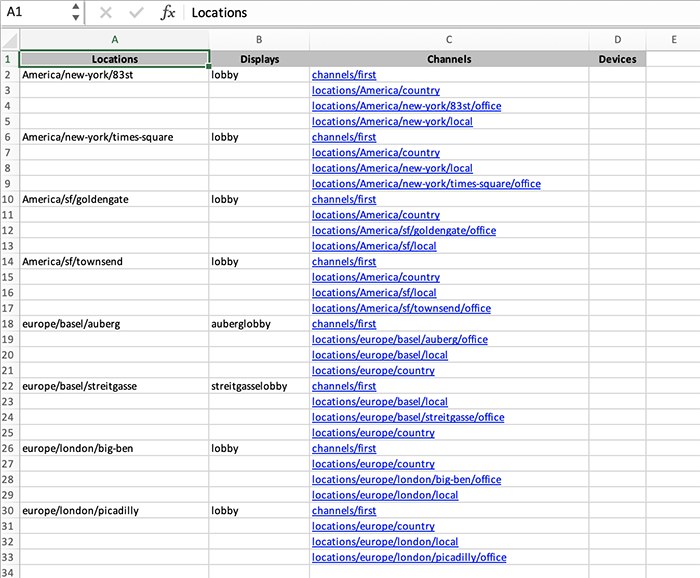 A1 fx Locations
A B C D E
1 Locations Displays Channels Devices
2 America/new-york/83st lobby channels/first
3 locations/America/country
4 locations/America/new-york/83st/office
5 locations/America/new-york/local
6 America/new-york/times-square lobby channels/first
7 locations/America/country
8 locations/America/new-york/local
9 locations/America/new-york/times-square/office
10 America/sf/goldengate lobby channels/first
11 locations/America/country
12 locations/America/sf/goldengate/office
13 locations/America/sf/local
14 America/sf/townsend lobby channels/first
15 locations/America/country
16 locations/America/sf/local
17 locations/America/sf/townsend/office
18 europe/basel/auberg auberglobby channels/first
19 locations/europe/basel/auberg/office
20 locations/europe/basel/local
21 locations/europe/country
22 europe/basel/streitgasse streitgasselobby channels/first
23 locations/europe/basel/local
24 locations/europe/basel/streitgasse/office
25 locations/europe/country
26 europe/london/big-ben lobby channels/first
27 locations/europe/country
28 locations/europe/london/big-ben/office
29 locations/europe/london/local
30 europe/london/picadilly lobby channels/first
31 locations/europe/country
32 locations/europe/london/local
33 locations/europe/london/picadilly/office
34